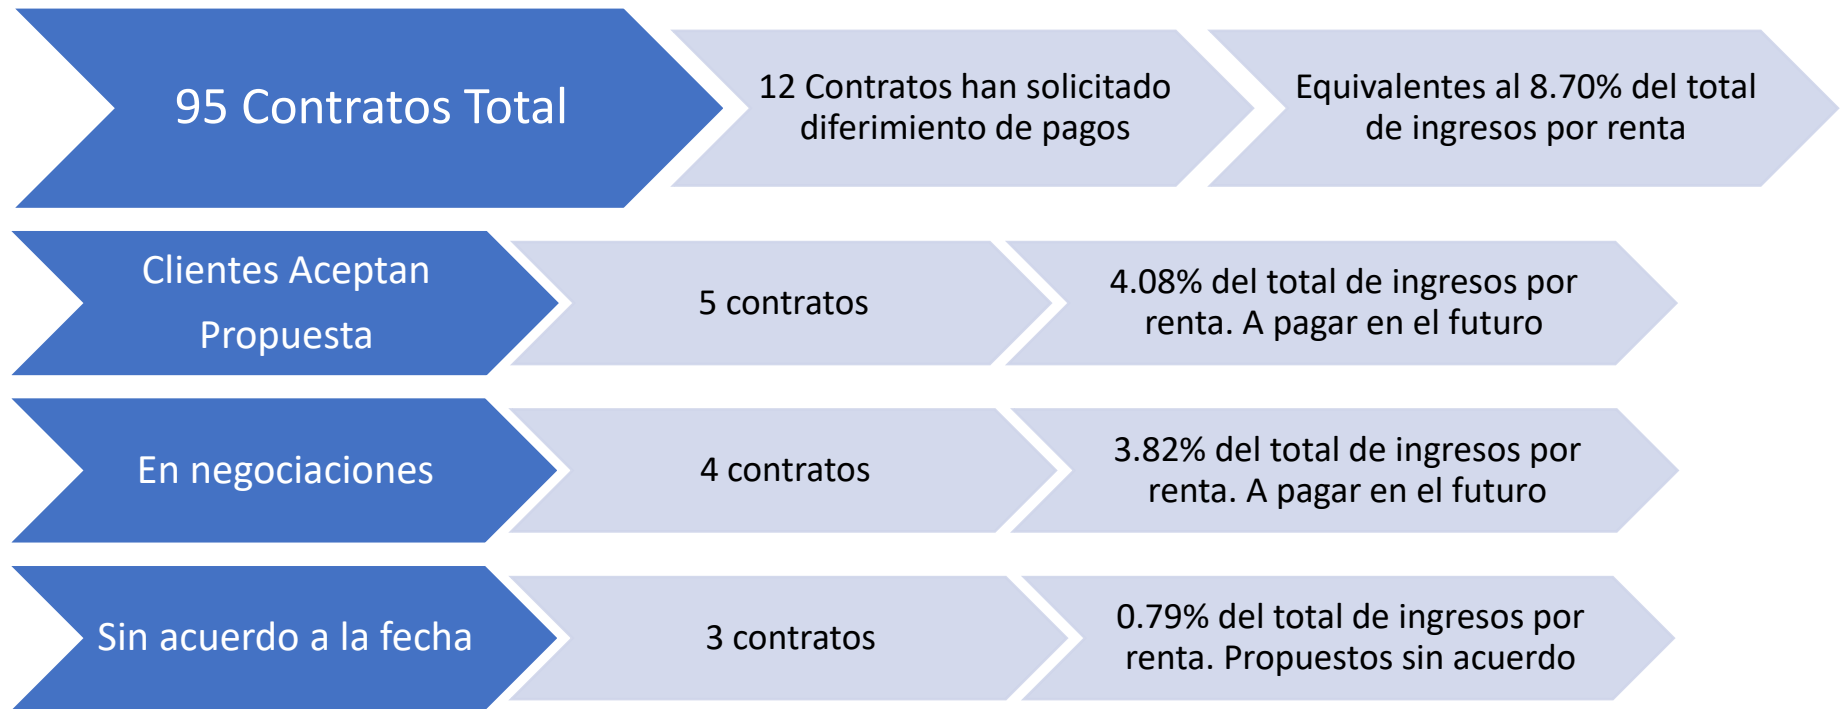 95 Contratos Total
12 Contratos han solicitado
diferimiento de pagos
Equivalentes al 8.70% del total
de ingresos por renta
Clientes Aceptan
Propuesta
5 contratos
4.08% del total de ingresos por
renta. A pagar en el futuro
En negociaciones
4 contratos
3.82% del total de ingresos por
renta. A pagar en el futuro
Sin acuerdo a la fecha
3 contratos
0.79% del total de ingresos por
renta. Propuestos sin acuerdo